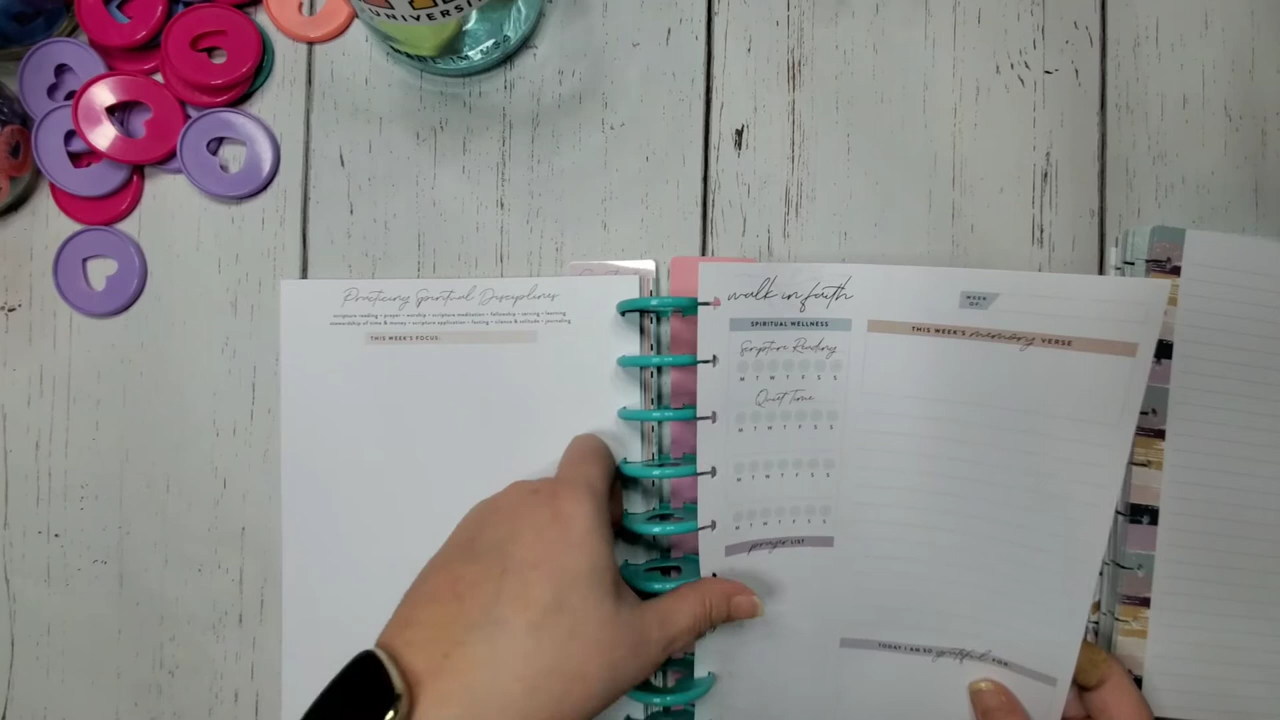 UNIVERSI
Practicing Spiritual Disciplines
scripture reading • prayer • worship • scripture meditation • fellowship • serving • learning
stewardship of time & money • scripture application • fasting • silence & solitude • journaling
THIS WEEK'S FOCUS:
walk in faith
WEEK OF:
SPIRITUAL WELLNESS
THIS WEEK'S memory VERSE
Scripture Reading
M T W T F S S
Quiet Time
M T W T F S S
M T W T F S S
M T W T F S S
prayer LIST
TODAY I AM SO grateful FOR